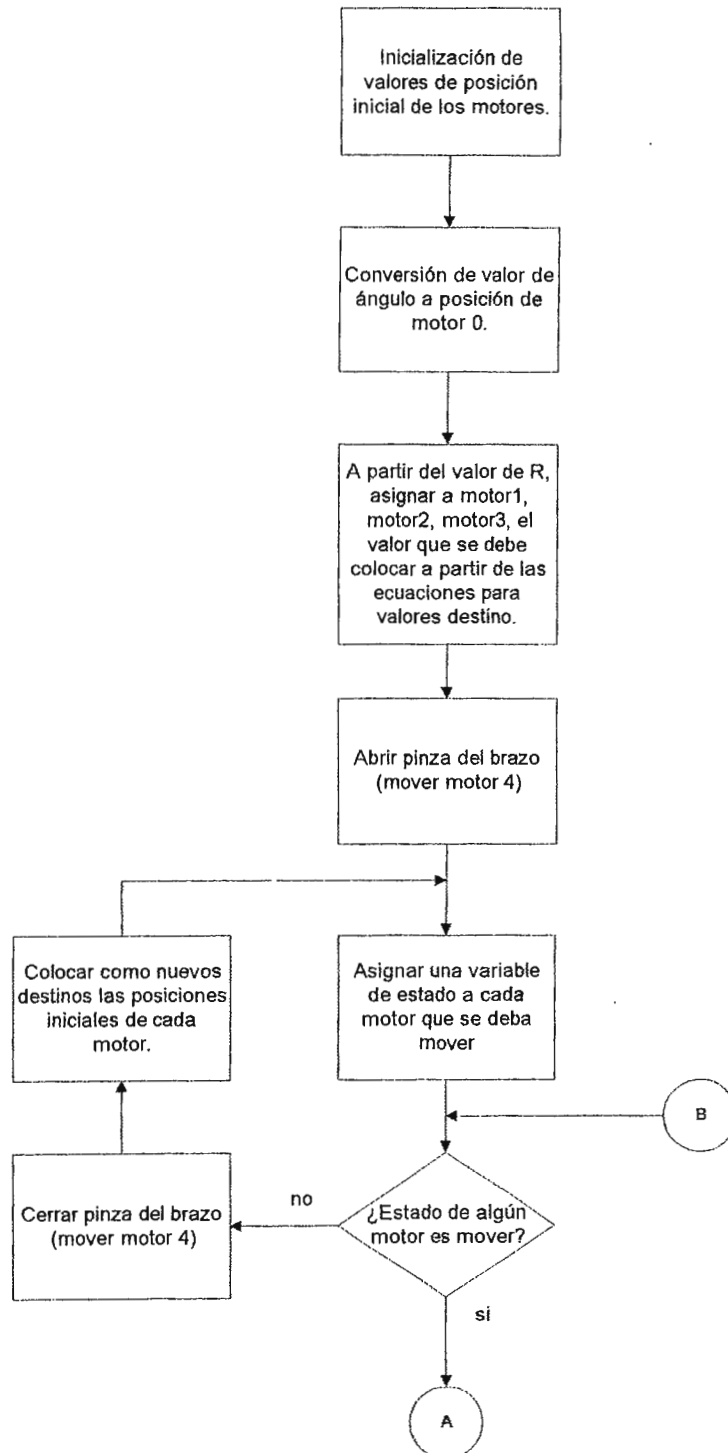 Inicialización de
valores de posición
inicial de los motores.
Conversión de valor de
ángulo a posición de
motor 0.
A partir del valor de R,
asignar a motor1,
motor2, motor3, el
valor que se debe
colocar a partir de las
ecuaciones para
valores destino.
Abrir pinza del brazo
(mover motor 4)
Colocar como nuevos
destinos las posiciones
iniciales de cada
motor.
Asignar una variable
de estado a cada
motor que se deba
mover
B
Cerrar pinza del brazo
(mover motor 4)
no
¿Estado de algún
motor es mover?
si
A